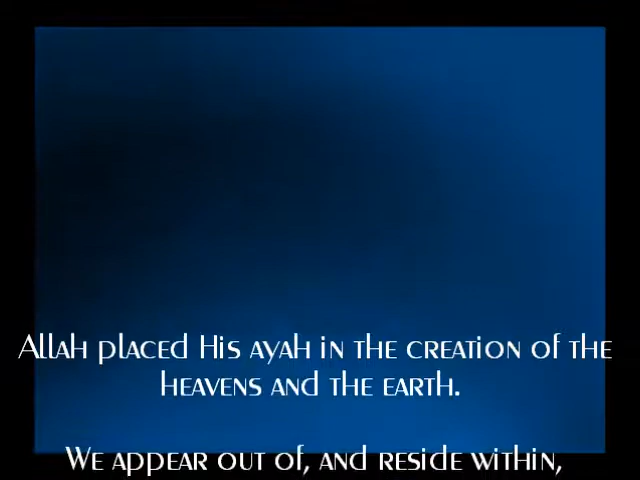 Allah placed His ayah in the creation of the
heavens and the earth.
We appear out of, and reside within,